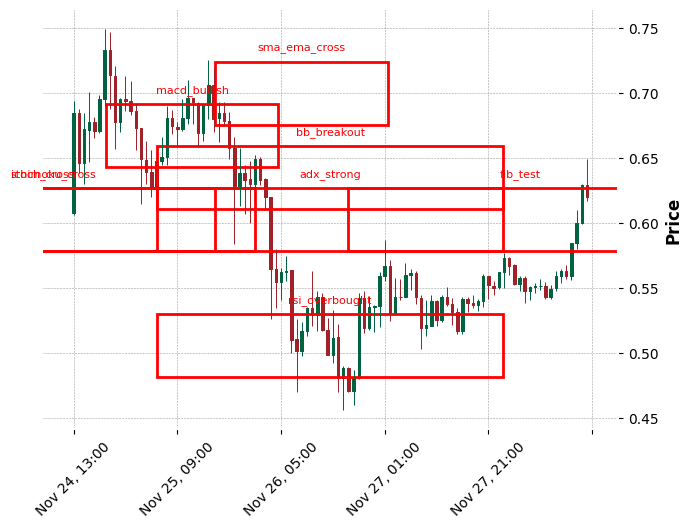 sma_ema_cross
macd_bullish
bb_breakout
adx_strong
fib_test
rsi_overbought
0.75
0.70
0.65
0.60
0.55
0.50
0.45
Price
Nov 24, 13:00
Nov 25, 09:00
Nov 26, 05:00
Nov 27, 01:00
Nov 27, 21:00